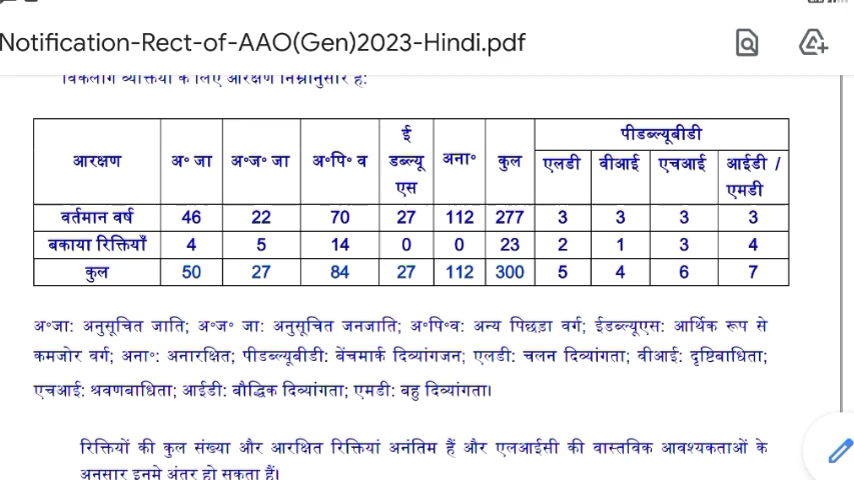 Notification-Rect-of-AAO(Gen)2023-Hindi.pdf
विकलांग व्यक्तियों के लिए आरक्षण निम्नानुसार है:
पीडब्ल्यूबीडी
आरक्षण अ॰ जा अ॰ज॰ जा अ॰पि॰ व ई डब्ल्यू एस अना॰ कुल एलडी वीआई एचआई आईडी / एमडी
वर्तमान वर्ष 46 22 70 27 112 277 3 3 3 3
बकाया रिक्तियाँ 4 5 14 0 0 23 2 1 3 4
कुल 50 27 84 27 112 300 5 4 6 7
अ॰जा: अनुसूचित जाति; अ॰ज॰ जा: अनुसूचित जनजाति; अ॰पि॰व: अन्य पिछड़ा वर्ग; ईडब्ल्यूएस: आर्थिक रूप से
कमजोर वर्ग; अना॰: अनारक्षित; पीडब्ल्यूबीडी: बेंचमार्क दिव्यांगजन; एलडी: चलन दिव्यांगता; वीआई: दृष्टिबाधिता;
एचआई: श्रवणबाधिता; आईडी: बौद्धिक दिव्यांगता; एमडी: बहु दिव्यांगता।
रिक्तियों की कुल संख्या और आरक्षित रिक्तियां अनंतिम हैं और एलआईसी की वास्तविक आवश्यकताओं के
अनुसार इनमे अंतर हो सकता हैं।